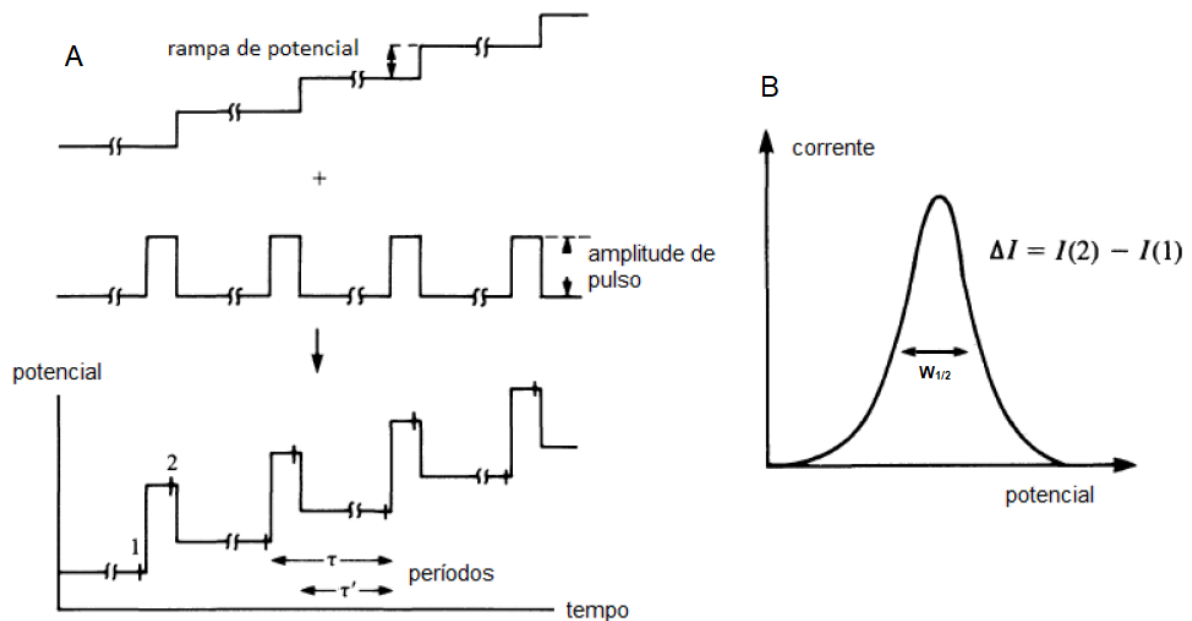 A
rampa de potencial
+
amplitude de
pulso
potencial
1
2
τ
τ′
períodos
tempo
B
corrente
ΔI = I(2) − I(1)
W1/2
potencial